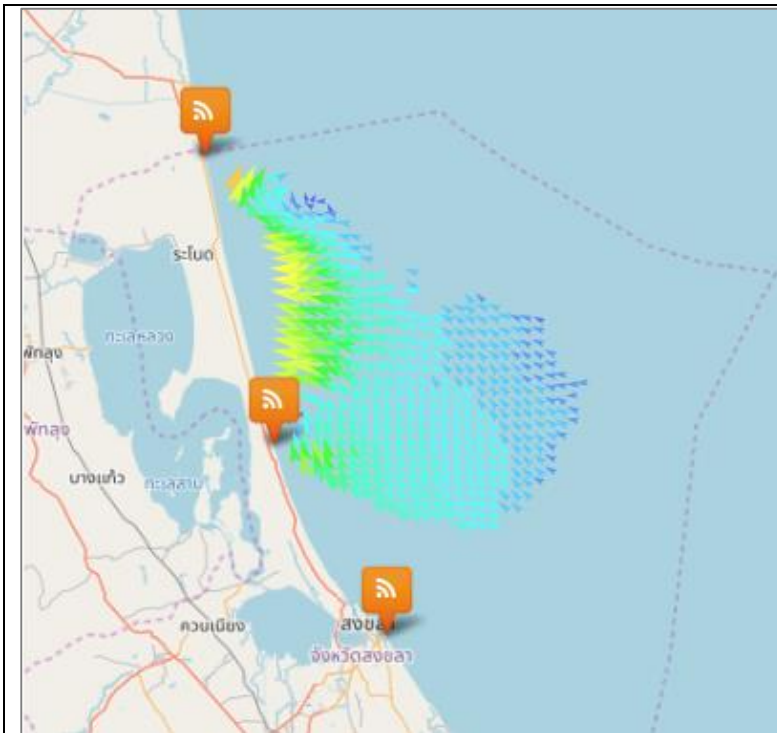 ระโนด
ทะเลหลวง
พัทลุง
พัทลุง
บางแก้ว
ทะเลสาบ
ควนเนียง
สงขลา
จังหวัดสงขลา